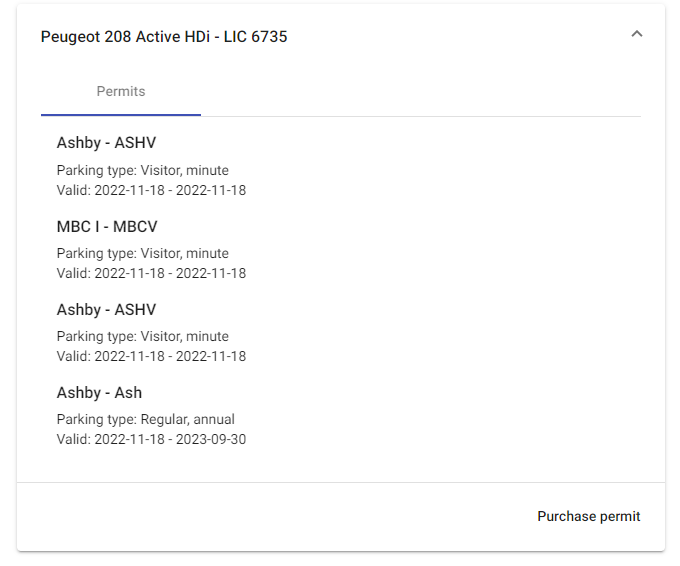 Peugeot 208 Active HDi - LIC 6735
Permits
Ashby - ASHV
Parking type: Visitor, minute
Valid: 2022-11-18 - 2022-11-18
MBC I - MBCV
Parking type: Visitor, minute
Valid: 2022-11-18 - 2022-11-18
Ashby - ASHV
Parking type: Visitor, minute
Valid: 2022-11-18 - 2022-11-18
Ashby - Ash
Parking type: Regular, annual
Valid: 2022-11-18 - 2023-09-30
Purchase permit